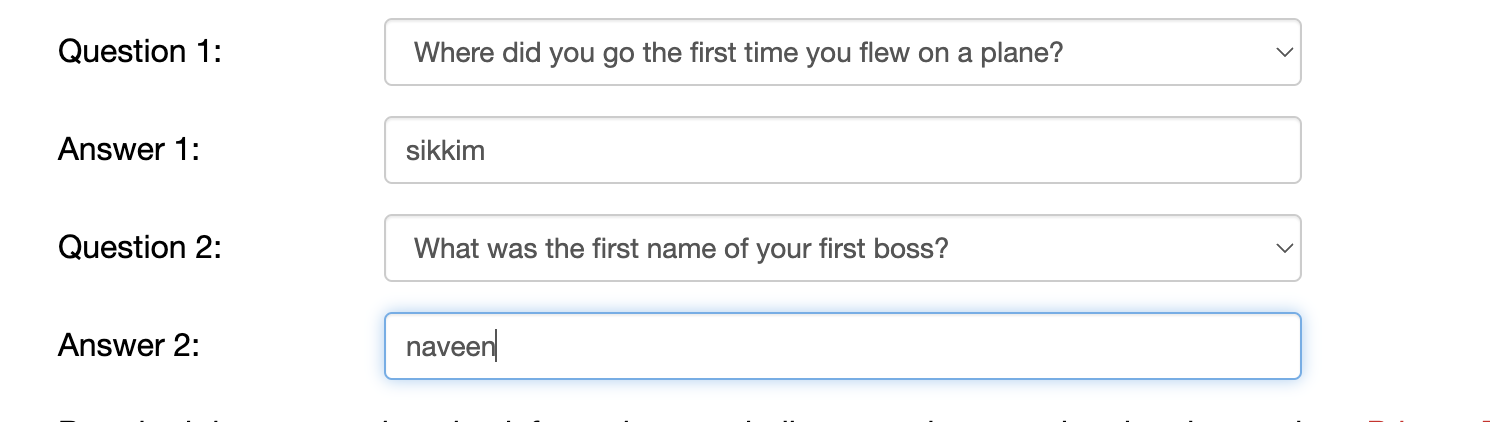 Question 1: Where did you go the first time you flew on a plane?
Answer 1: sikkim
Question 2: What was the first name of your first boss?
Answer 2: naveen